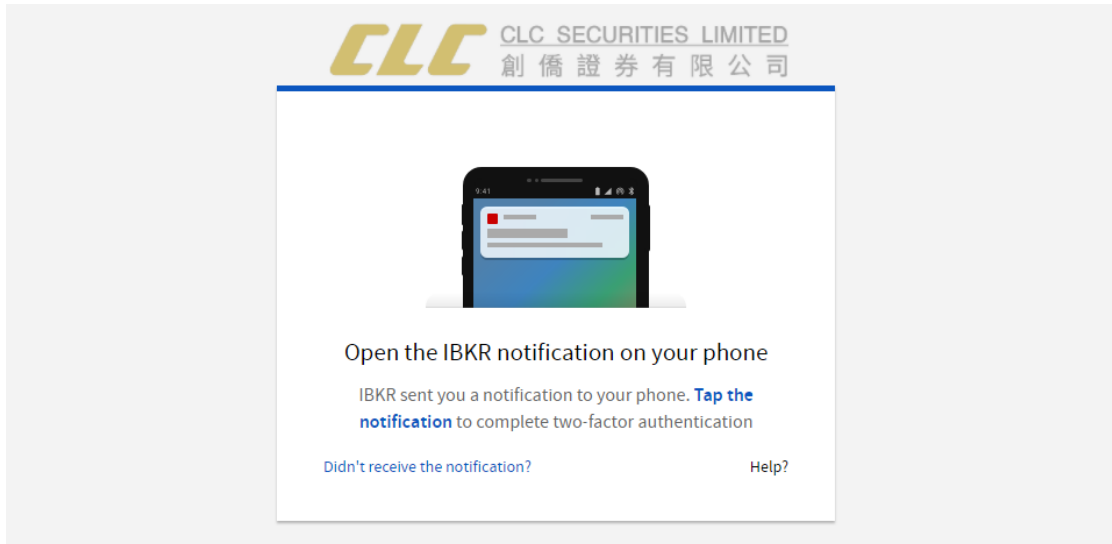 CLC CLC SECURITIES LIMITED
創僑證券有限公司
9:41
Open the IBKR notification on your phone
IBKR sent you a notification to your phone. Tap the
notification to complete two-factor authentication
Didn't receive the notification? Help?